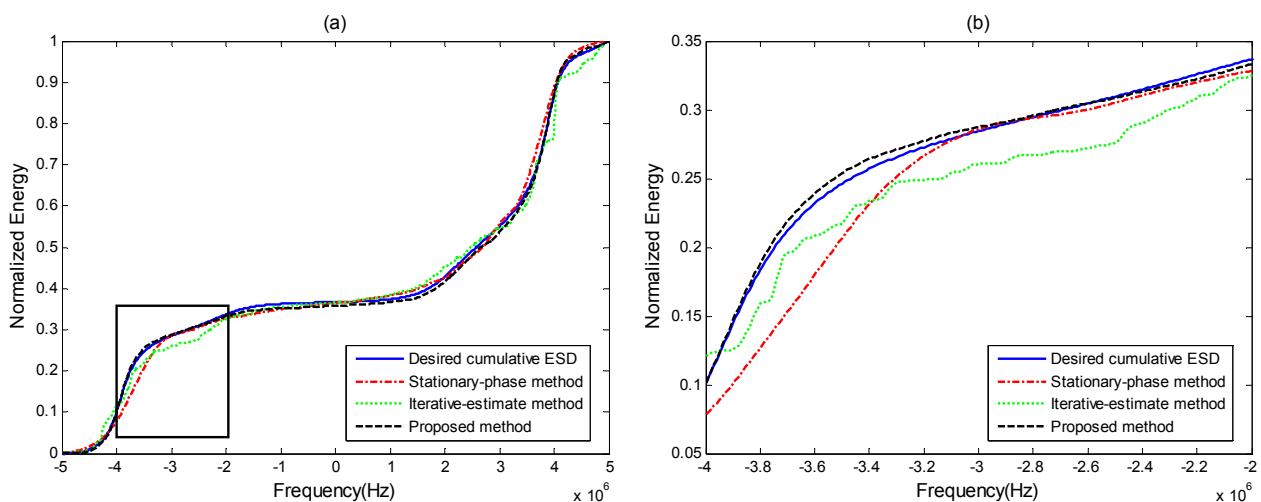 (a)
1
0.9
0.8
0.7
0.6
0.5
0.4
0.3
0.2
0.1
0
Normalized Energy
-5 -4 -3 -2 -1 0 1 2 3 4 5
Frequency(Hz)
x 10^6
Desired cumulative ESD
Stationary-phase method
Iterative-estimate method
Proposed method
(b)
0.35
0.3
0.25
0.2
0.15
0.1
0.05
Normalized Energy
-4 -3.8 -3.6 -3.4 -3.2 -3 -2.8 -2.6 -2.4 -2.2 -2
Frequency(Hz)
x 10^6
Desired cumulative ESD
Stationary-phase method
Iterative-estimate method
Proposed method